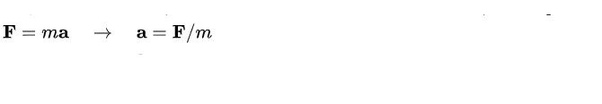 F = ma → a = F/m